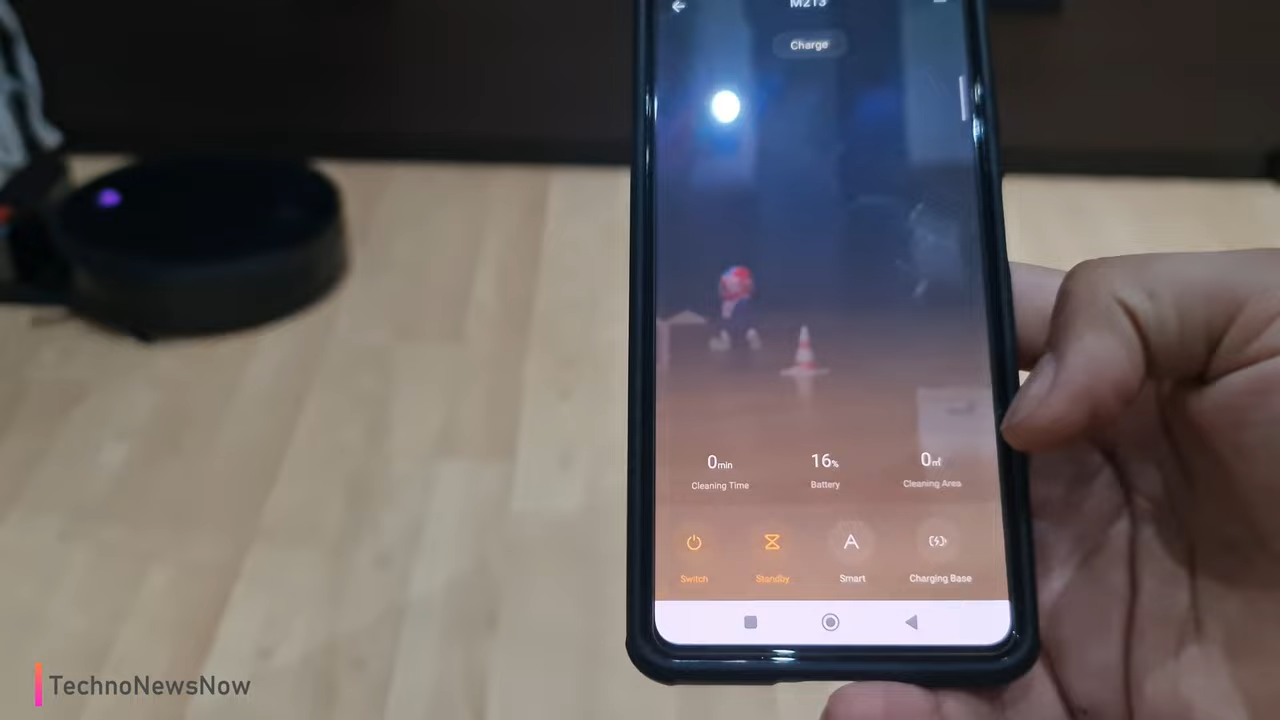 M213
Charge
0min
16%
0㎡
Cleaning Time
Battery
Cleaning Area
Switch
Standby
Smart
Charging Base
TechnoNewsNow